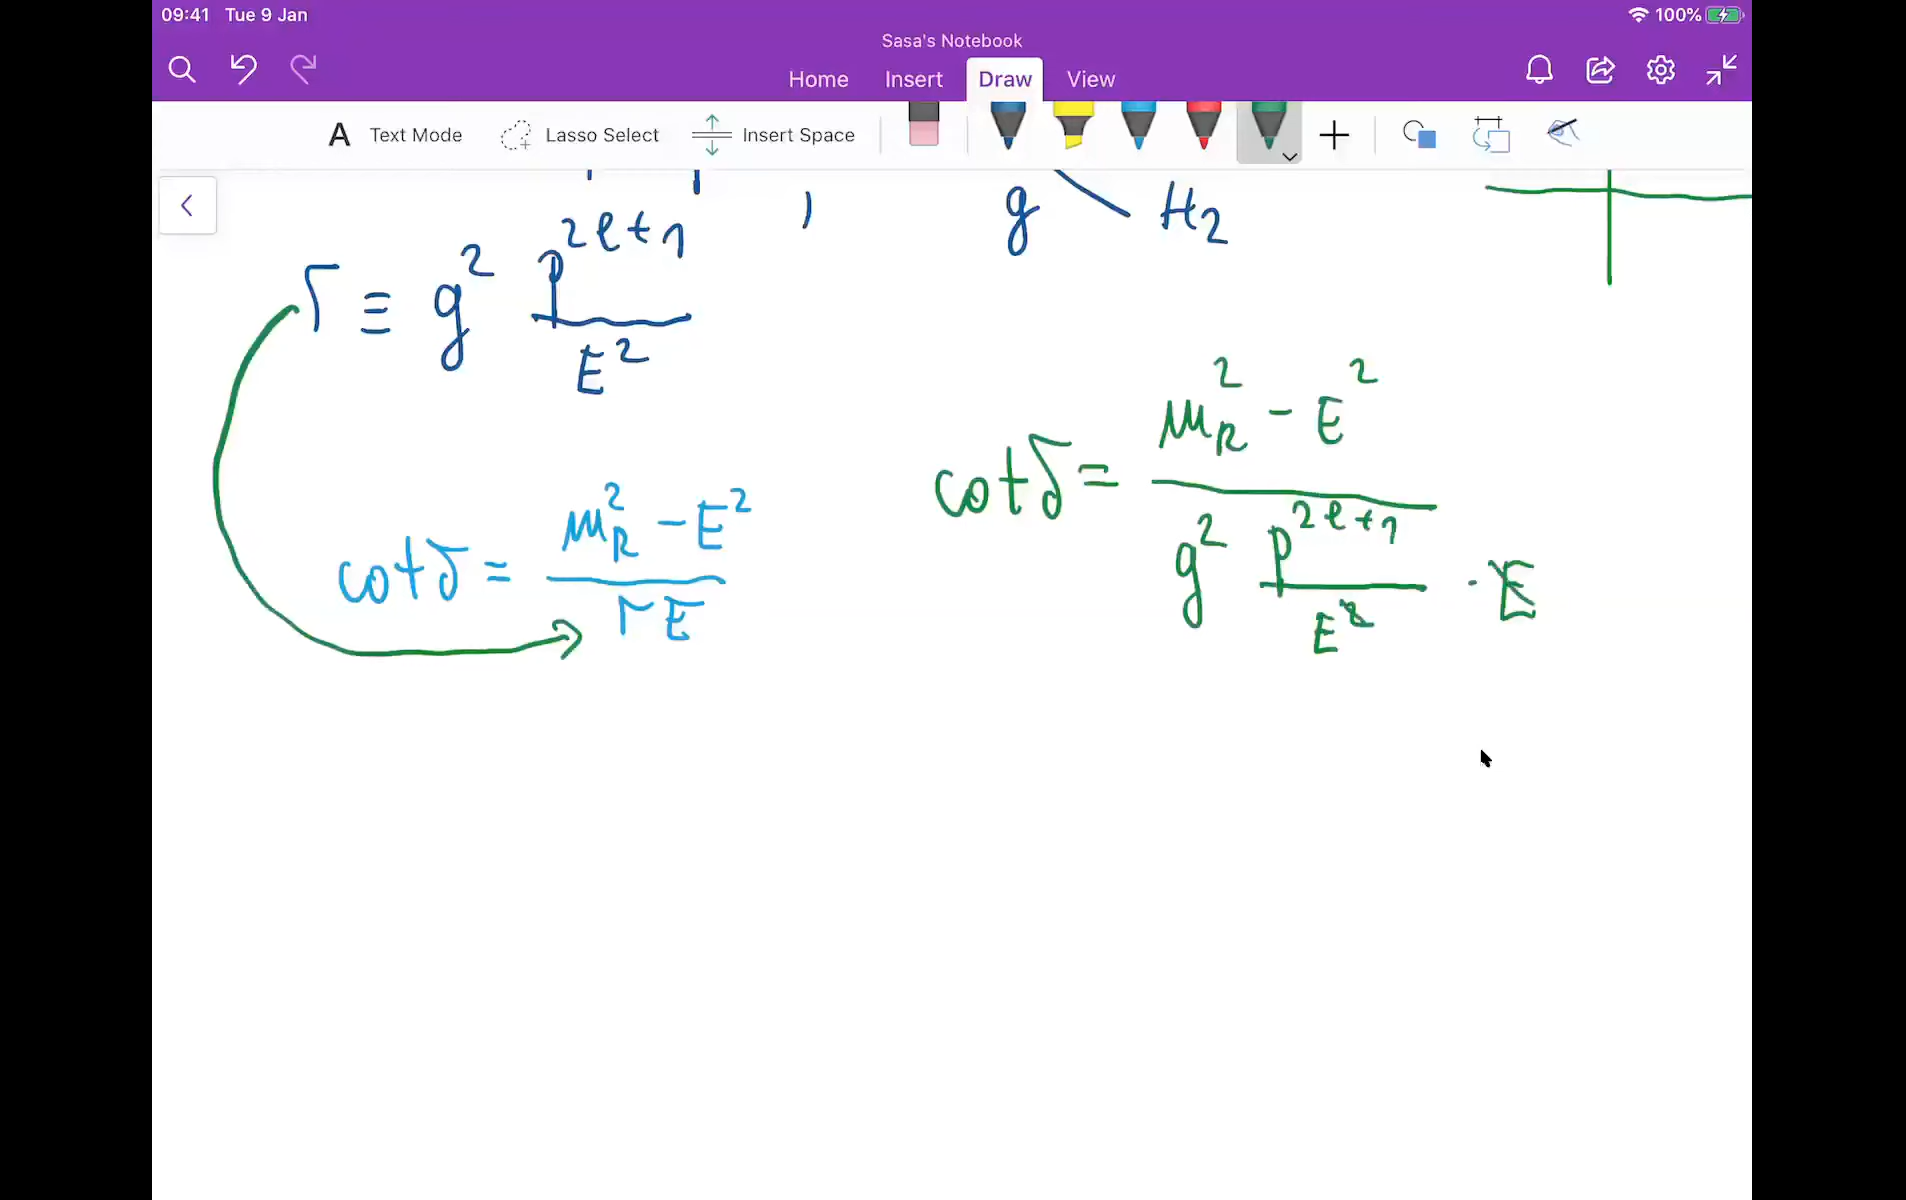 09:41 Tue 9 Jan
100%
Sasa's Notebook
Home Insert Draw View
A Text Mode Lasso Select Insert Space
g H₂
Γ ≡ g² p^{2ℓ+1} / E²
cot δ = (m_R² - E²) / (Γ E)
cot δ = (m_R² - E²) / (g² p^{2ℓ+1} / E² · E)